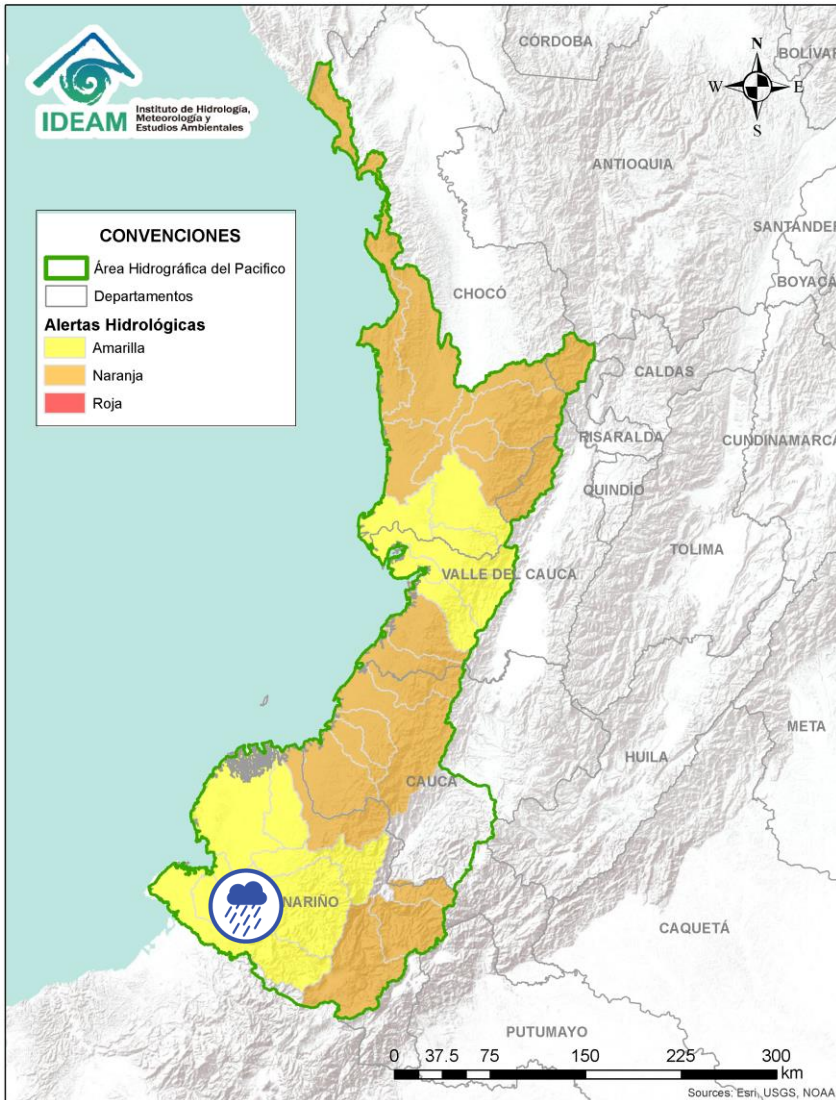 IDEAM
Instituto de Hidrología,
Meteorología y
Estudios Ambientales
CÓRDOBA
BOLÍVAR
N
W
E
S
ANTIOQUIA
SANTANDER
BOYACÁ
CONVENCIONES
Área Hidrográfica del Pacifico
Departamentos
Alertas Hidrológicas
Amarilla
Naranja
Roja
CHOCÓ
CALDAS
RISARALDA
CUNDINAMARCA
QUINDÍO
TOLIMA
VALLE DEL CAUCA
META
HUILA
CAUCA
NARIÑO
CAQUETÁ
PUTUMAYO
0 37.5 75 150 225 300
km
Sources: Esri, USGS, NOAA